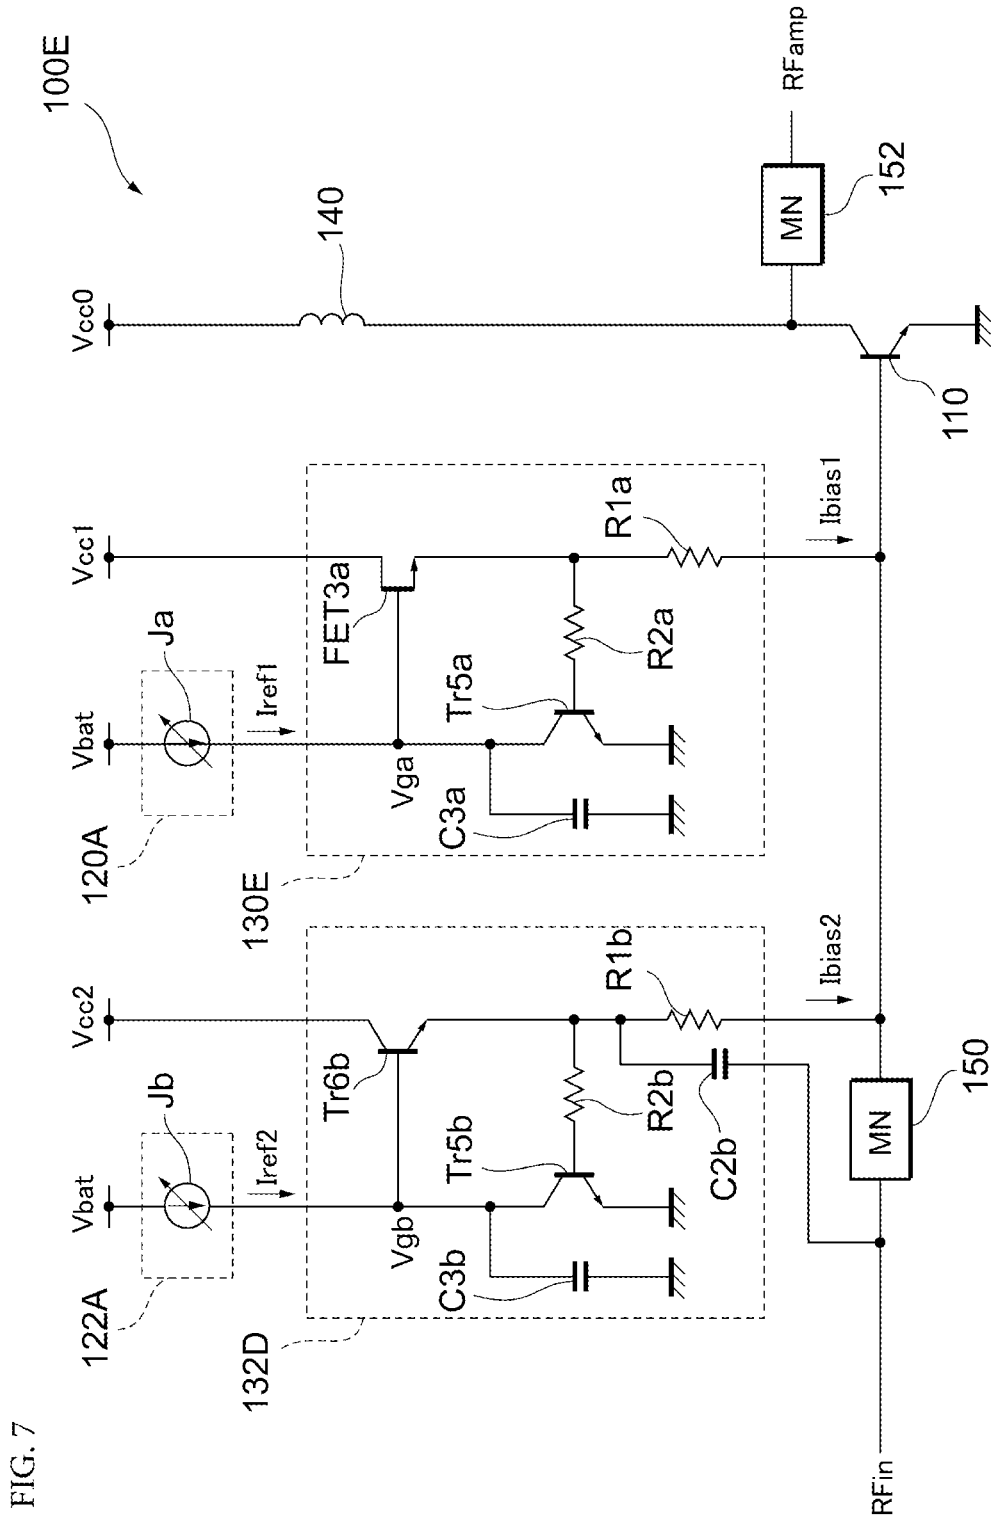 FIG. 7
100E
Vbat
Vcc2
Vbat
Vcc1
Vcc0
122A
Jb
120A
Ja
140
Iref2
Iref1
132D
130E
Tr6b
FET3a
Vgb
Vga
C3b
Tr5b
R2b
R1b
C3a
Tr5a
R2a
R1a
C2b
Ibias2
Ibias1
RFamp
MN
152
RFin
MN
150
110